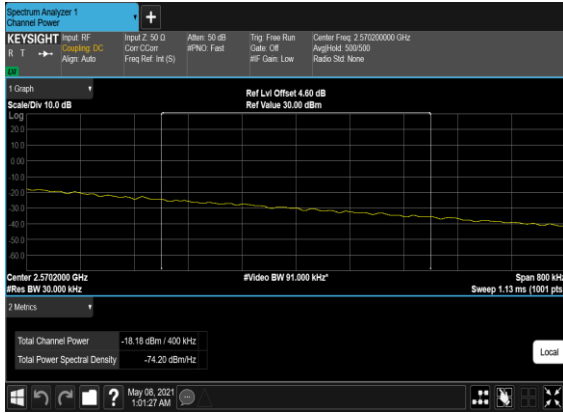 Spectrum Analyzer 1
Channel Power
+
KEYSIGHT
R T
Input: RF
Coupling: DC
Align: Auto
Input Z: 50 Ω
Corr CCorr
Freq Ref: Int (S)
Atten: 50 dB
#PNO: Fast
Trig: Free Run
Gate: Off
#IF Gain: Low
Center Freq: 2.570200000 GHz
Avg|Hold: 500/500
Radio Std: None
1 Graph
Scale/Div 10.0 dB
Ref Lvl Offset 4.60 dB
Ref Value 30.00 dBm
Log
20.0
10.0
0.00
-10.0
-20.0
-30.0
-40.0
-50.0
-60.0
Center 2.5702000 GHz
#Res BW 30.000 kHz
#Video BW 91.000 kHz*
Span 800 kHz
Sweep 1.13 ms (1001 pts
2 Metrics
Total Channel Power -18.18 dBm / 400 kHz
Total Power Spectral Density -74.20 dBm/Hz
Local
?
May 08, 2021
1:01:27 AM